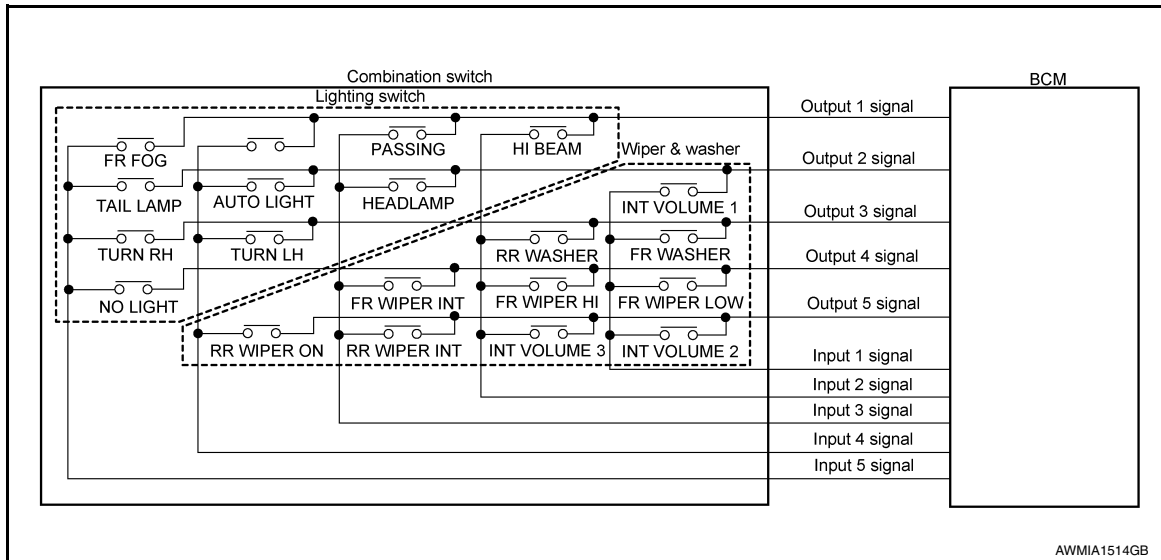 Combination switch
BCM
Lighting switch
Output 1 signal
FR FOG
PASSING
HI BEAM
Wiper & washer
Output 2 signal
TAIL LAMP
AUTO LIGHT
HEADLAMP
INT VOLUME 1
Output 3 signal
TURN RH
TURN LH
RR WASHER
FR WASHER
Output 4 signal
NO LIGHT
FR WIPER INT
FR WIPER HI
FR WIPER LOW
Output 5 signal
RR WIPER ON
RR WIPER INT
INT VOLUME 3
INT VOLUME 2
Input 1 signal
Input 2 signal
Input 3 signal
Input 4 signal
Input 5 signal
AWMIA1514GB